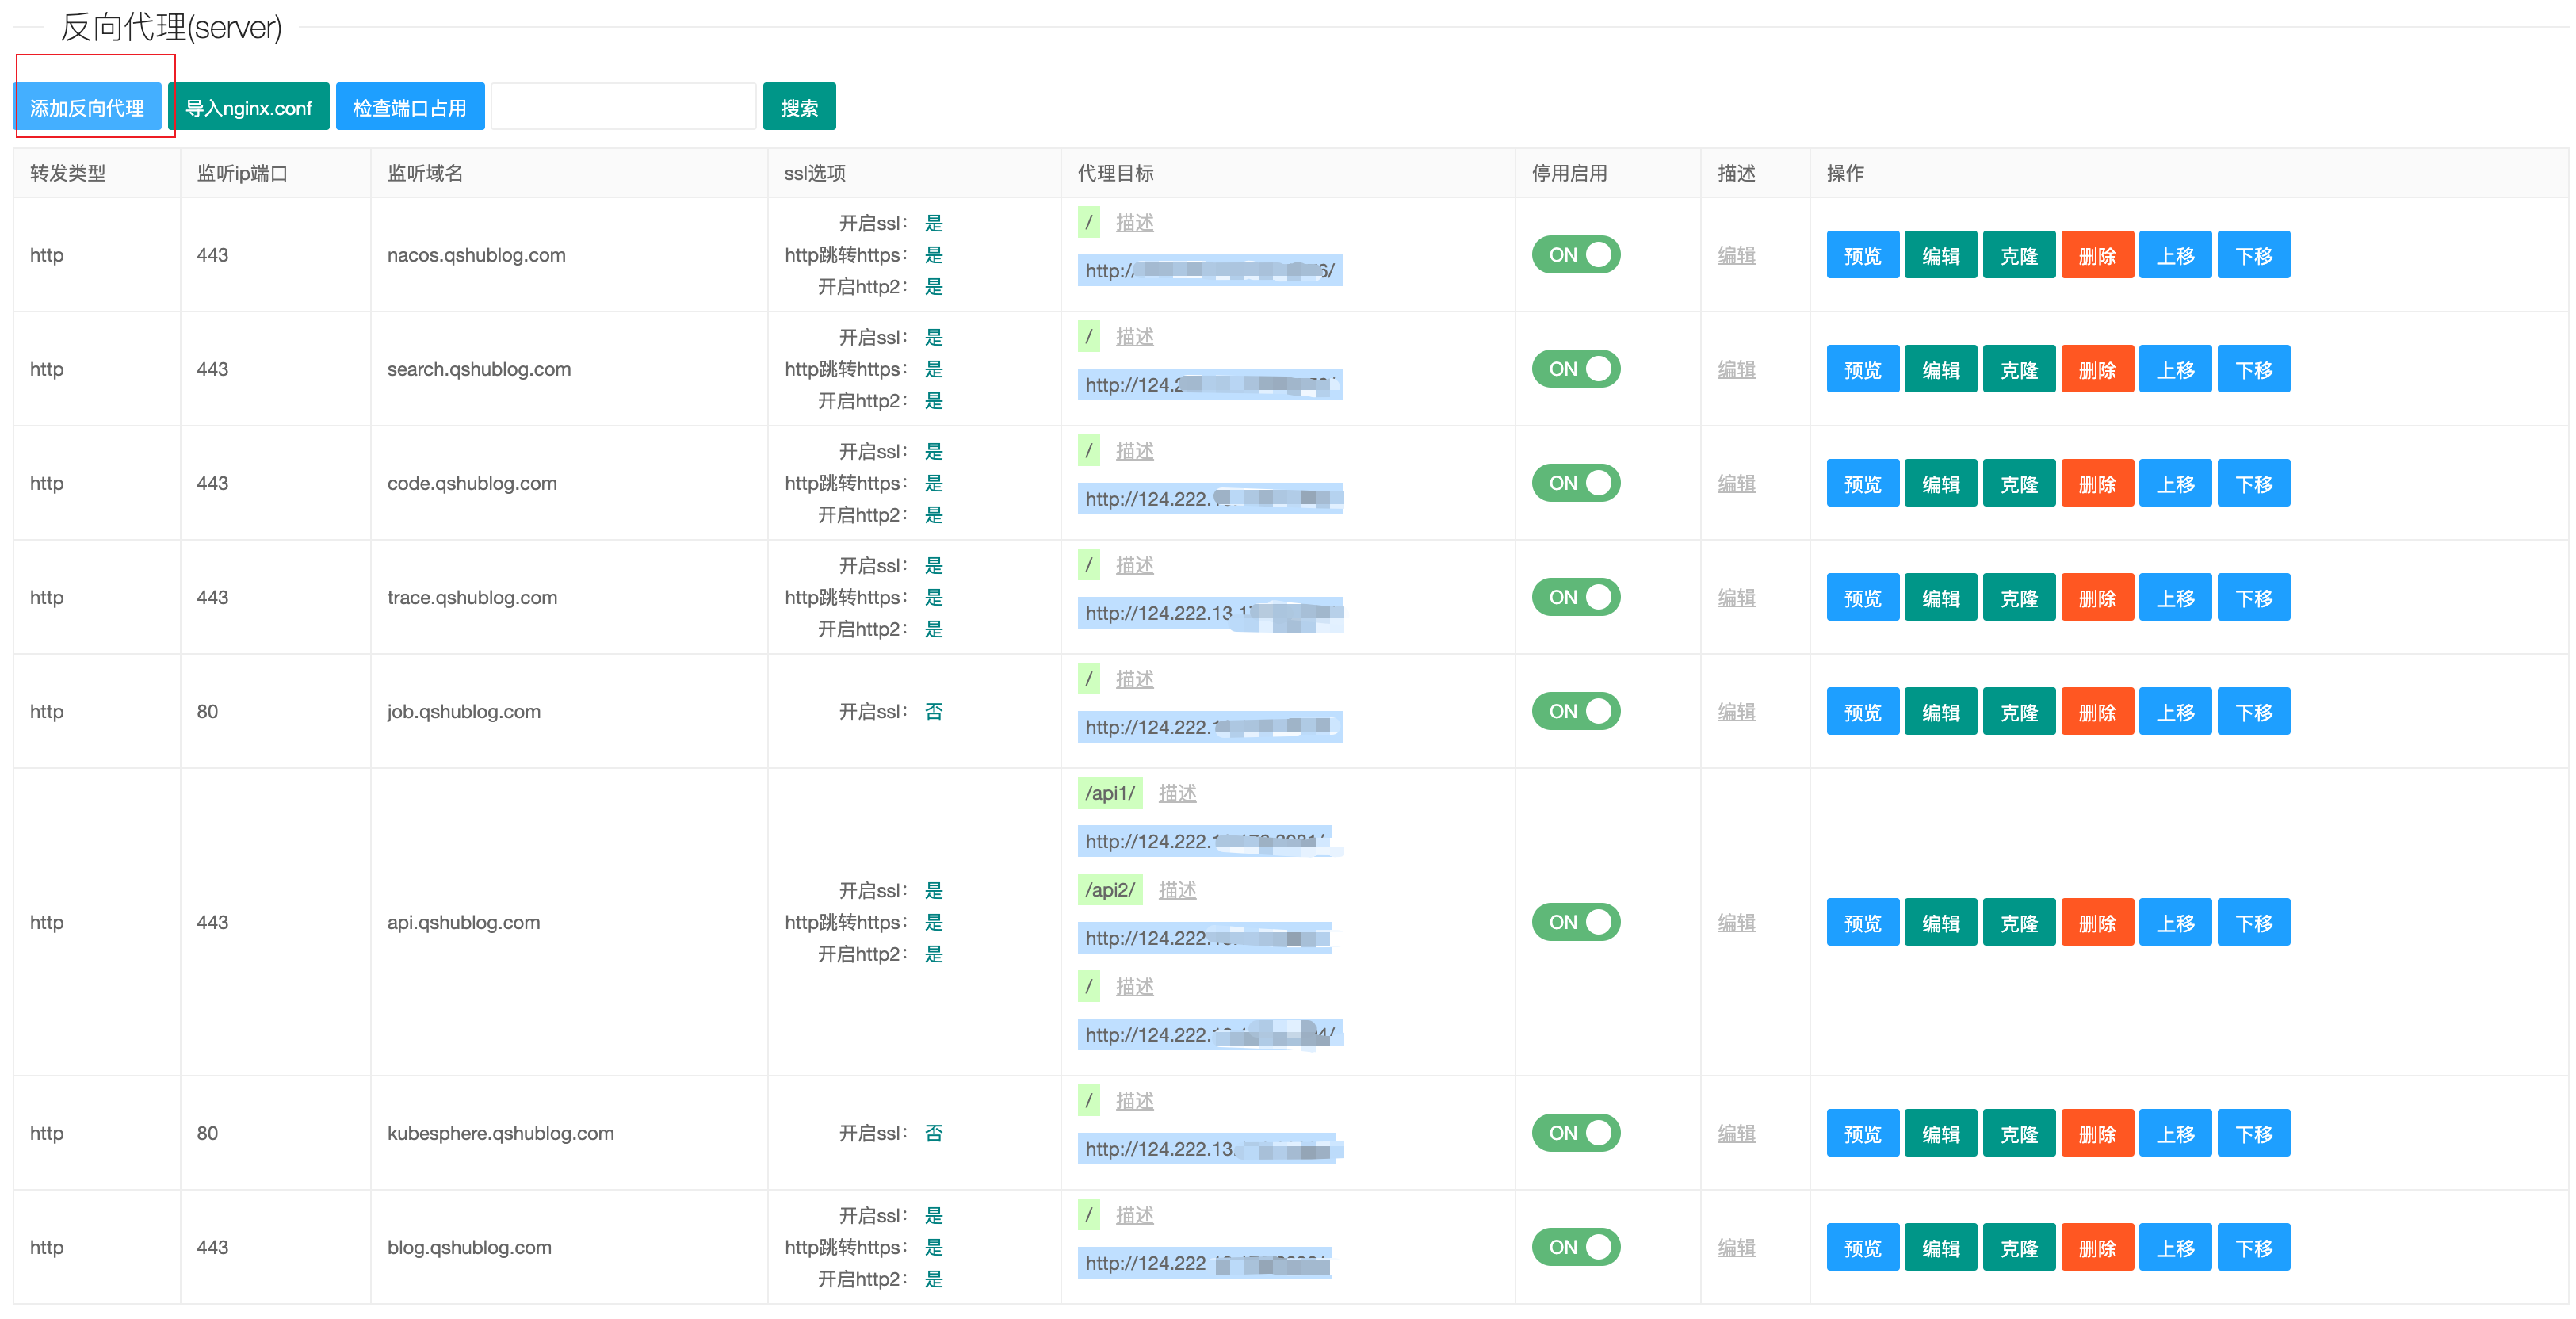 反向代理(server)
添加反向代理 导入nginx.conf 检查端口占用 搜索
转发类型 监听ip端口 监听域名 ssl选项 代理目标 停用启用 描述 操作
http 443 nacos.qshublog.com 开启ssl： 是 http跳转https： 是 开启http2： 是 / 描述 http:/ ON 编辑 预览 编辑 克隆 删除 上移 下移
http 443 search.qshublog.com 开启ssl： 是 http跳转https： 是 开启http2： 是 / 描述 http://124. ON 编辑 预览 编辑 克隆 删除 上移 下移
http 443 code.qshublog.com 开启ssl： 是 http跳转https： 是 开启http2： 是 / 描述 http://124.222. ON 编辑 预览 编辑 克隆 删除 上移 下移
http 443 trace.qshublog.com 开启ssl： 是 http跳转https： 是 开启http2： 是 / 描述 http://124.222.13. ON 编辑 预览 编辑 克隆 删除 上移 下移
http 80 job.qshublog.com 开启ssl： 否 / 描述 http://124.222. ON 编辑 预览 编辑 克隆 删除 上移 下移
http 443 api.qshublog.com 开启ssl： 是 http跳转https： 是 开启http2： 是 /api1/ 描述 http://124.222. /api2/ 描述 http://124.222. / 描述 http://124.222. ON 编辑 预览 编辑 克隆 删除 上移 下移
http 80 kubesphere.qshublog.com 开启ssl： 否 / 描述 http://124.222.13. ON 编辑 预览 编辑 克隆 删除 上移 下移
http 443 blog.qshublog.com 开启ssl： 是 http跳转https： 是 开启http2： 是 / 描述 http://124.222 ON 编辑 预览 编辑 克隆 删除 上移 下移